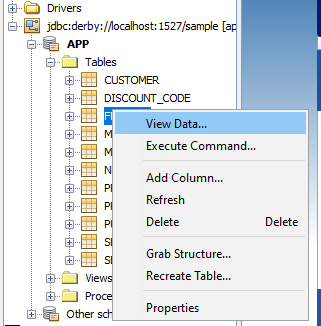 Drivers
jdbc:derby://localhost:1527/sample [ap
APP
Tables
CUSTOMER
DISCOUNT_CODE
View Data...
Execute Command...
Add Column...
Refresh
Delete Delete
Grab Structure...
Recreate Table...
Properties
Views
Proce
Other sch